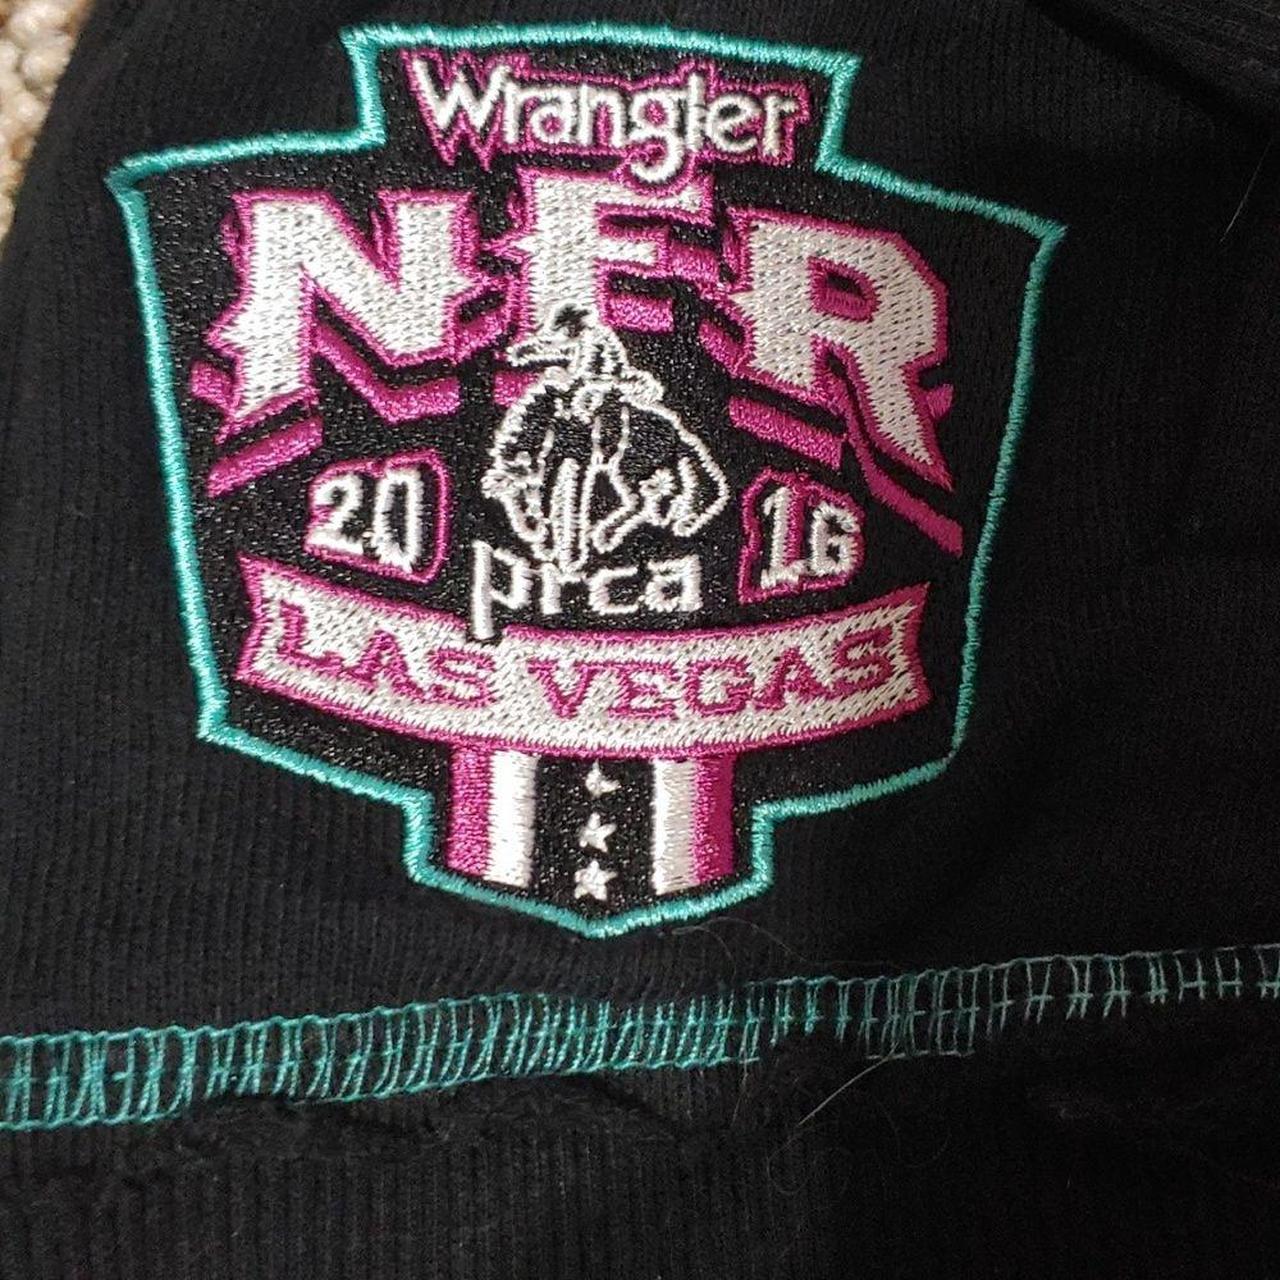 Wrangler
NFR
20 16
prca
LAS VEGAS